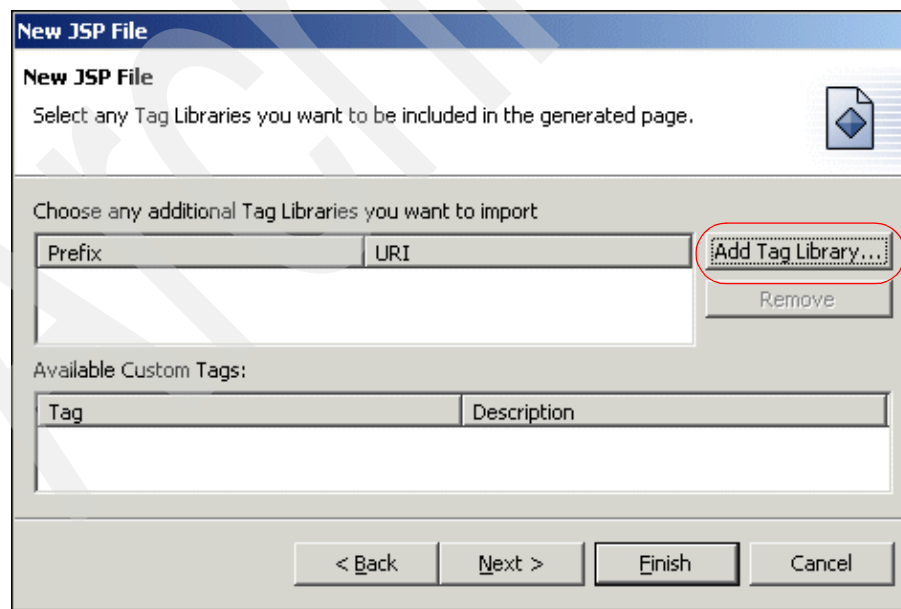 New JSP File
New JSP File
Select any Tag Libraries you want to be included in the generated page.
Choose any additional Tag Libraries you want to import
Prefix URI
Add Tag Library...
Remove
Available Custom Tags:
Tag Description
< Back Next > Finish Cancel